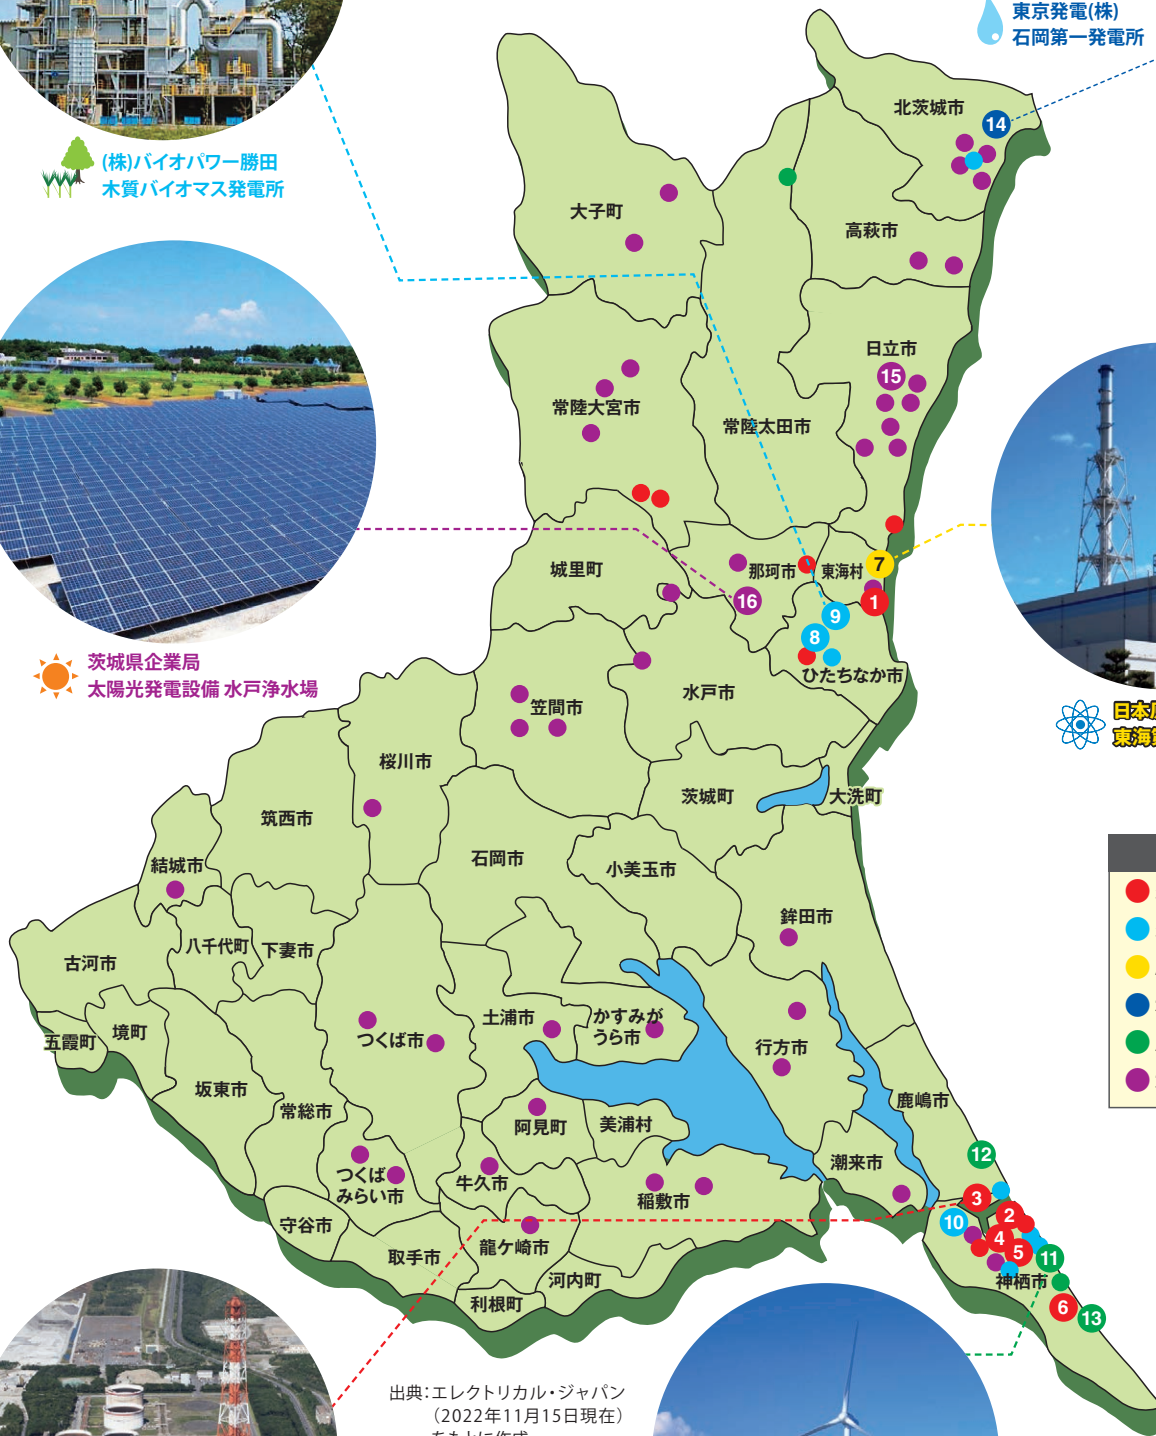 東京発電(株)
石岡第一発電所
北茨城市
14
(株)バイオパワー勝田
木質バイオマス発電所
大子町
高萩市
日立市
15
常陸大宮市
常陸太田市
城里町
那珂市
東海村
7
16
1
9
8
ひたちなか市
茨城県企業局
太陽光発電設備 水戸浄水場
水戸市
笠間市
日本
東海
桜川市
茨城町
大洗町
筑西市
石岡市
小美玉市
結城市
鉾田市
八千代町
下妻市
古河市
土浦市
かすみが
うら市
つくば市
五霞町
境町
行方市
坂東市
常総市
鹿嶋市
阿見町
美浦村
12
潮来市
つくば
みらい市
牛久市
稲敷市
3
守谷市
10
2
4
5
11
龍ケ崎市
取手市
河内町
神栖市
利根町
6
13
出典：エレクトリカル・ジャパン
（2022年11月15日現在）
をもとに作成